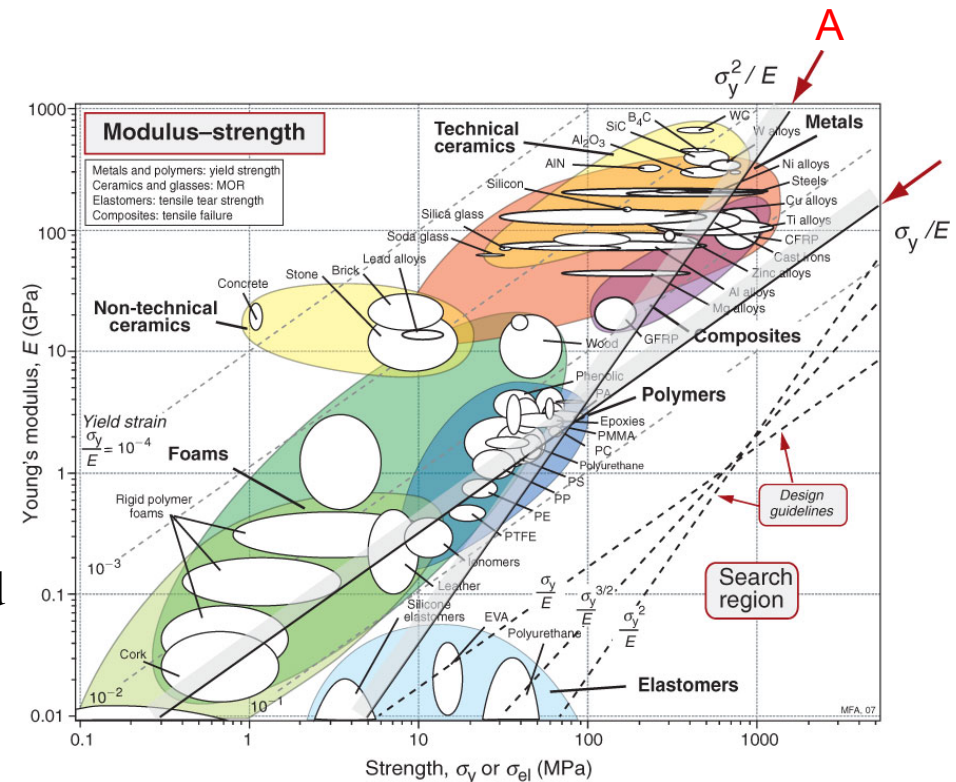 A
σy²/E
Modulus–strength
Metals and polymers: yield strength
Ceramics and glasses: MOR
Elastomers: tensile tear strength
Composites: tensile failure
Technical
ceramics
Al₂O₃
SiC
B₄C
WC
W alloys
Metals
AlN
Ni alloys
Steels
Silicon
Cu alloys
Ti alloys
Silica glass
CFRP
σy/E
Soda glass
Cast irons
Zinc alloys
Al alloys
Mg alloys
Lead alloys
Brick
Stone
Concrete
Non-technical
ceramics
GFRP
Composites
Wood
Phenolic
PA
Polymers
Epoxies
PMMA
PC
Polyurethane
PS
PP
PE
PTFE
Ionomers
Leather
Silicone
elastomers
EVA
Polyurethane
Yield strain
σy/E = 10⁻⁴
Foams
Rigid polymer
foams
10⁻³
Cork
10⁻²
10⁻¹
σy/E
σy^3/2/E
σy²/E
Design
guidelines
Search
region
Elastomers
MFA, 07
Young's modulus, E (GPa)
1000
100
10
1
0.1
0.01
0.1
1
10
100
1000
Strength, σy or σel (MPa)